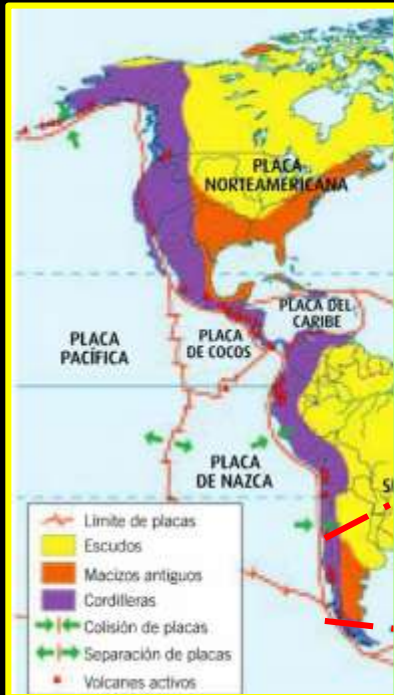 PLACA
NORTEAMERICANA
PLACA DEL
CARIBE
PLACA
PACÍFICA
PLACA
DE COCOS
PLACA
DE NAZCA
S
Límite de placas
Escudos
Macizos antiguos
Cordilleras
Colisión de placas
Separación de placas
Volcanes activos